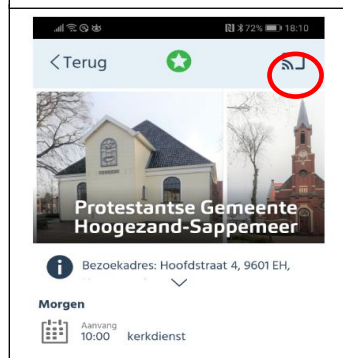 72% 18:10
Terug
Protestantse Gemeente
Hoogezand-Sappemeer
Bezoekadres: Hoofdstraat 4, 9601 EH,
Morgen
Aanvang
10:00 kerkdienst